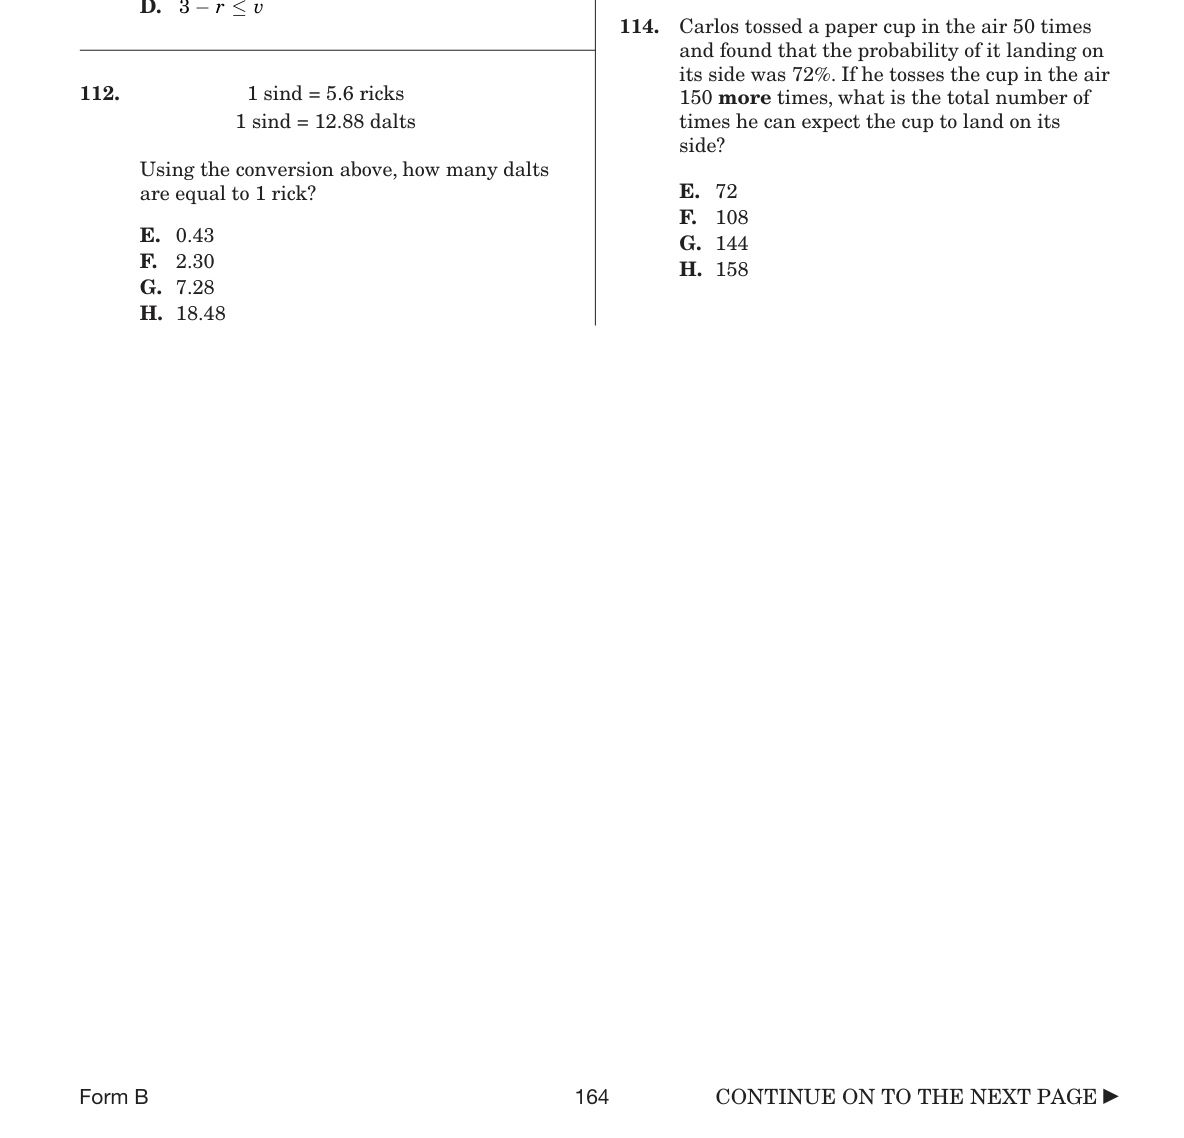 D. 3 – r ≤ v
112. 1 sind = 5.6 ricks
1 sind = 12.88 dalts
Using the conversion above, how many dalts
are equal to 1 rick?
E. 0.43
F. 2.30
G. 7.28
H. 18.48
114. Carlos tossed a paper cup in the air 50 times
and found that the probability of it landing on
its side was 72%. If he tosses the cup in the air
150 more times, what is the total number of
times he can expect the cup to land on its
side?
E. 72
F. 108
G. 144
H. 158
Form B
164
CONTINUE ON TO THE NEXT PAGE ►